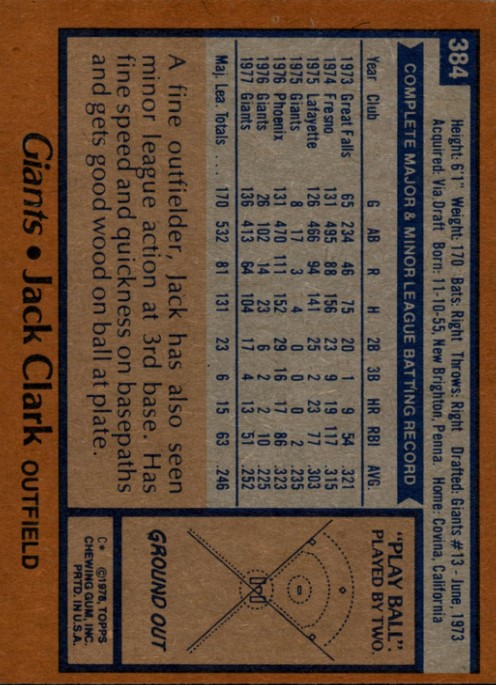 384
Height: 6'1" Weight: 170 Bats: Right Throws: Right Drafted: Giants #13 - June, 1973
Acquired: Via Draft Born: 11-10-55, New Brighton, Penna. Home: Covina, California
COMPLETE MAJOR & MINOR LEAGUE BATTING RECORD
Year Club G AB R H 2B 3B HR RBI AVG.
1973 Great Falls 65 234 46 75 20 1 9 54 .321
1974 Fresno 131 495 88 156 23 9 19 117 .315
1975 Lafayette 126 466 94 141 25 2 23 77 .303
1975 Giants 8 17 3 4 0 0 0 2 .235
1976 Phoenix 131 470 111 152 29 16 17 86 .323
1976 Giants 26 102 14 23 6 2 2 10 .225
1977 Giants 136 413 64 104 17 4 13 51 .252
Maj. Lea. Totals .... 170 532 81 131 23 6 15 63 .246
A fine outfielder, Jack has also seen
minor league action at 3rd base. Has
fine speed and quickness on basepaths
and gets good wood on ball at plate.
"PLAY BALL".
PLAYED BY TWO.
GROUND OUT
C* ©1978 TOPPS
CHEWING GUM, INC.
PRTD. IN U.S.A.
Giants • Jack Clark OUTFIELD